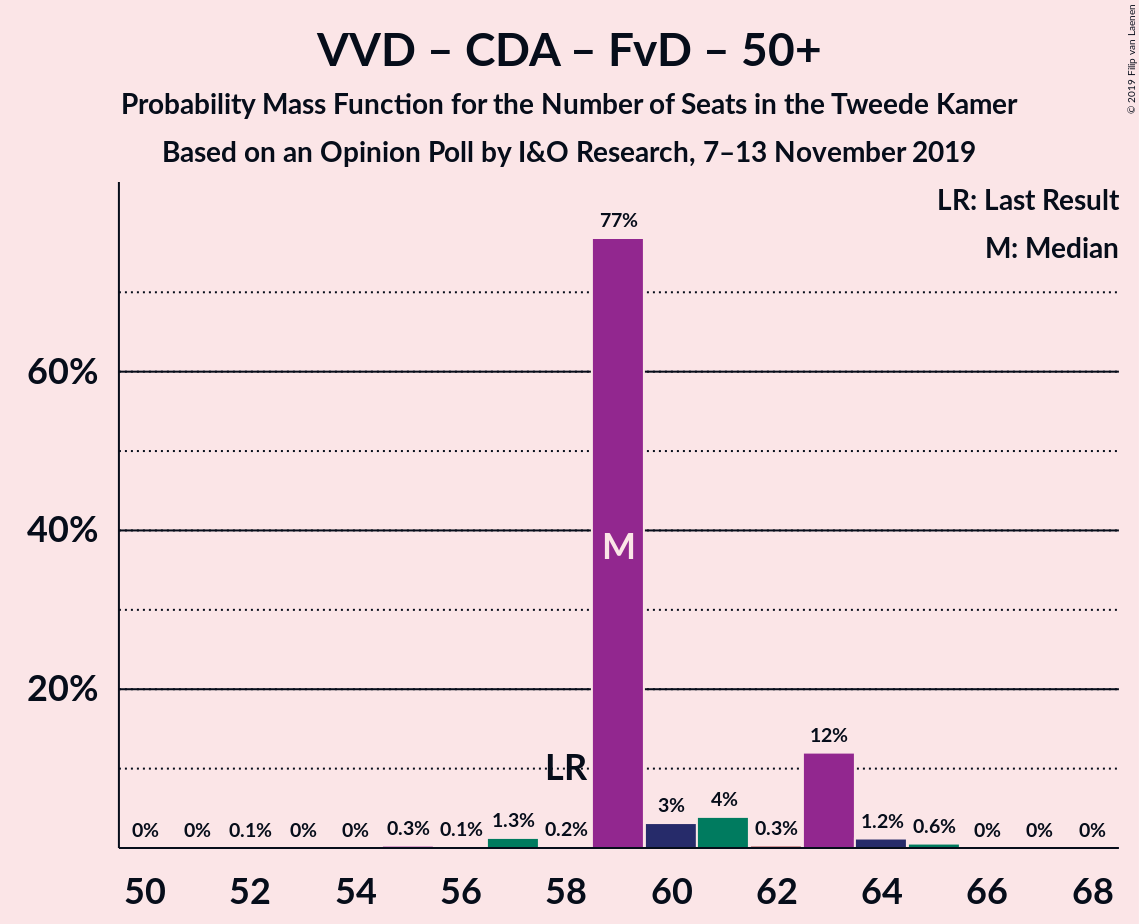 VVD – CDA – FvD – 50+
Probability Mass Function for the Number of Seats in the Tweede Kamer
Based on an Opinion Poll by I&O Research, 7–13 November 2019
© 2019 Filip van Laenen
LR: Last Result
M: Median
77%
60%
40%
M
20%
12%
LR
0% 0% 0.1% 0% 0% 0.3% 0.1% 1.3% 0.2% 3% 4% 0.3% 1.2% 0.6% 0% 0% 0%
50 52 54 56 58 60 62 64 66 68